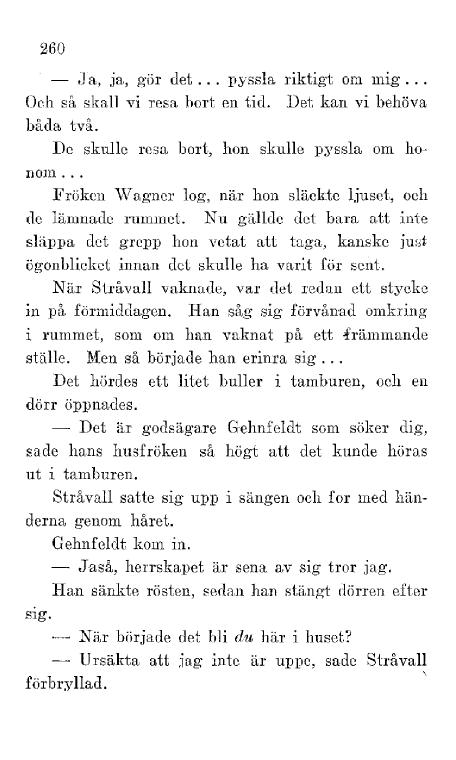 260
— Ja, ja, gör det... pyssla riktigt om mig...
Och så skall vi resa bort en tid. Det kan vi behöva
båda två.
De skulle resa bort, hon skulle pyssla om ho-
nom...
Fröken Wagner log, när hon släckte ljuset, och
de lämnade rummet. Nu gällde det bara att inte
släppa det grepp hon vetat att taga, kanske just
ögonblicket innan det skulle ha varit för sent.
När Stråvall vaknade, var det redan ett stycke
in på förmiddagen. Han såg sig förvånad omkring
i rummet, som om han vaknat på ett främmande
ställe. Men så började han erinra sig...
Det hördes ett litet buller i tamburen, och en
dörr öppnades.
— Det är godsägare Gehnfeldt som söker dig,
sade hans husfröken så högt att det kunde höras
ut i tamburen.
Stråvall satte sig upp i sängen och for med hän-
derna genom håret.
Gehnfeldt kom in.
— Jaså, herrskapet är sena av sig tror jag.
Han sänkte rösten, sedan han stängt dörren efter
sig.
— När började det bli du här i huset?
— Ursäkta att jag inte är uppe, sade Stråvall
förbryllad.